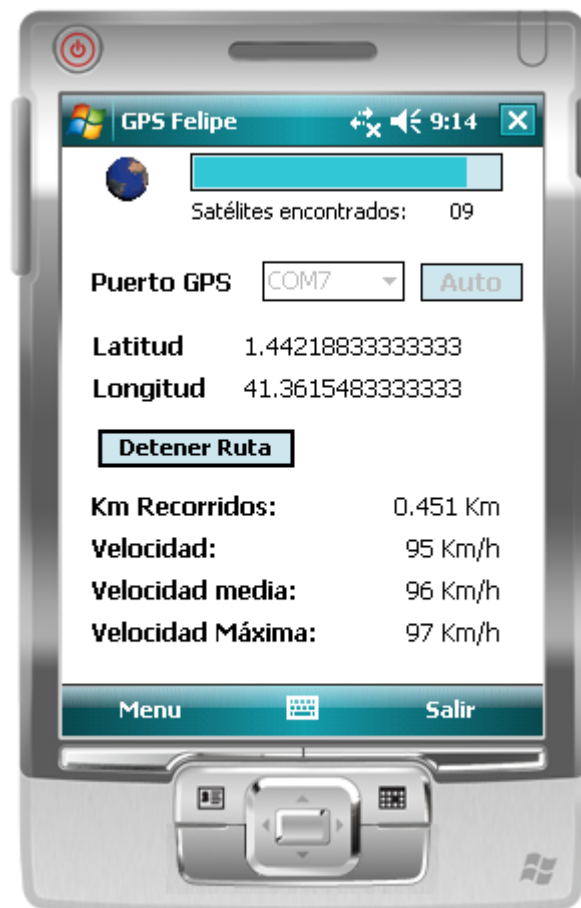 GPS Felipe 9:14
Satélites encontrados: 09
Puerto GPS COM7 Auto
Latitud 1.44218833333333
Longitud 41.3615483333333
Detener Ruta
Km Recorridos: 0.451 Km
Velocidad: 95 Km/h
Velocidad media: 96 Km/h
Velocidad Máxima: 97 Km/h
Menu Salir